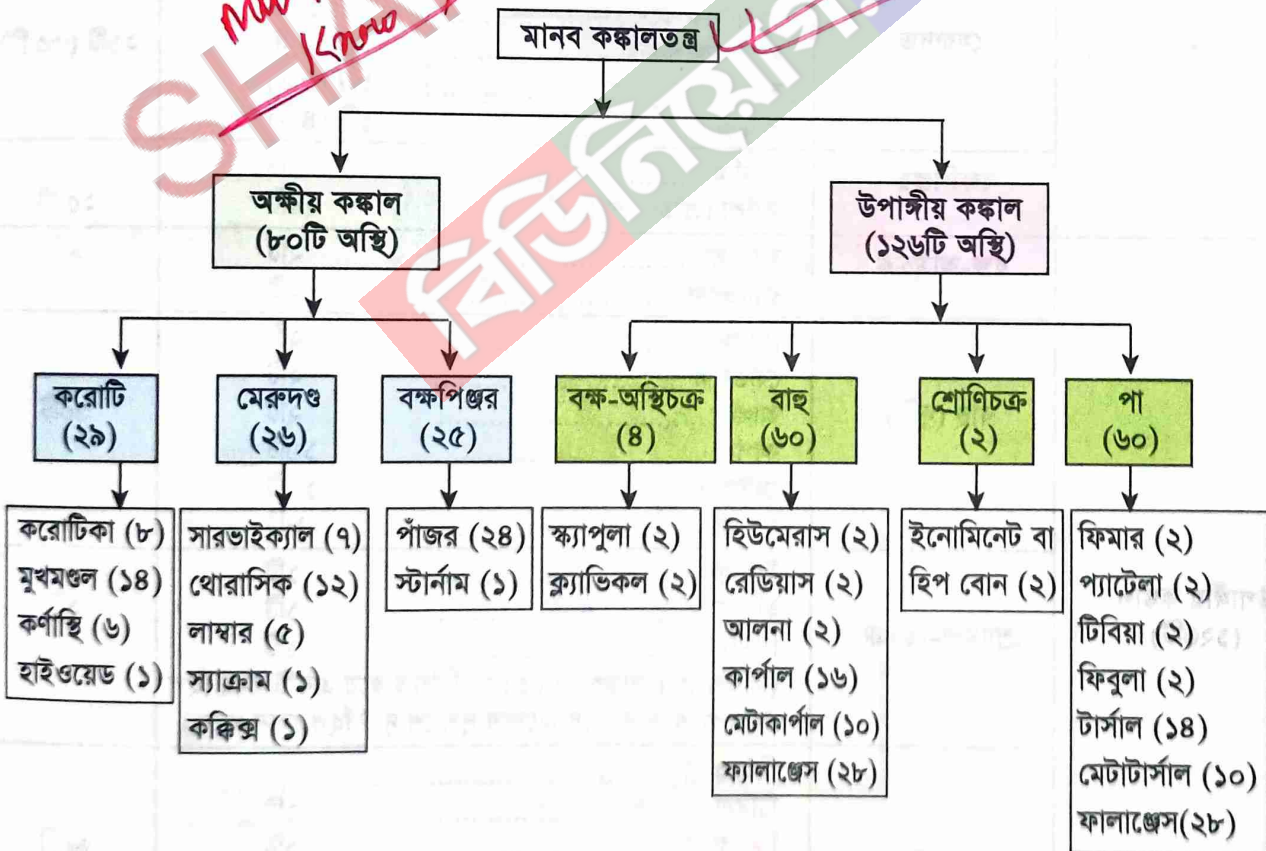 Know
SHA
বিডিনিয়োগ
মানব কঙ্কালতন্ত্র
অক্ষীয় কঙ্কাল
(৮০টি অস্থি)
উপাঙ্গীয় কঙ্কাল
(১২৬টি অস্থি)
করোটি
(২৯)
মেরুদণ্ড
(২৬)
বক্ষপিঞ্জর
(২৫)
বক্ষ-অস্থিচক্র
(৪)
বাহু
(৬০)
শ্রোণিচক্র
(২)
পা
(৬০)
করোটিকা (৮)
মুখমণ্ডল (১৪)
কর্ণাস্থি (৬)
হাইওয়েড (১)
সারভাইক্যাল (৭)
থোরাসিক (১২)
লাম্বার (৫)
স্যাক্রাম (১)
কক্কিক্স (১)
পাঁজর (২৪)
স্টার্নাম (১)
স্ক্যাপুলা (২)
ক্ল্যাভিকল (২)
হিউমেরাস (২)
রেডিয়াস (২)
আলনা (২)
কার্পাল (১৬)
মেটাকার্পাল (১০)
ফ্যালাঞ্জেস (২৮)
ইনোমিনেট বা
হিপ বোন (২)
ফিমার (২)
প্যাটেলা (২)
টিবিয়া (২)
ফিবুলা (২)
টার্সাল (১৪)
মেটাটার্সাল (১০)
ফালাঞ্জেস(২৮)